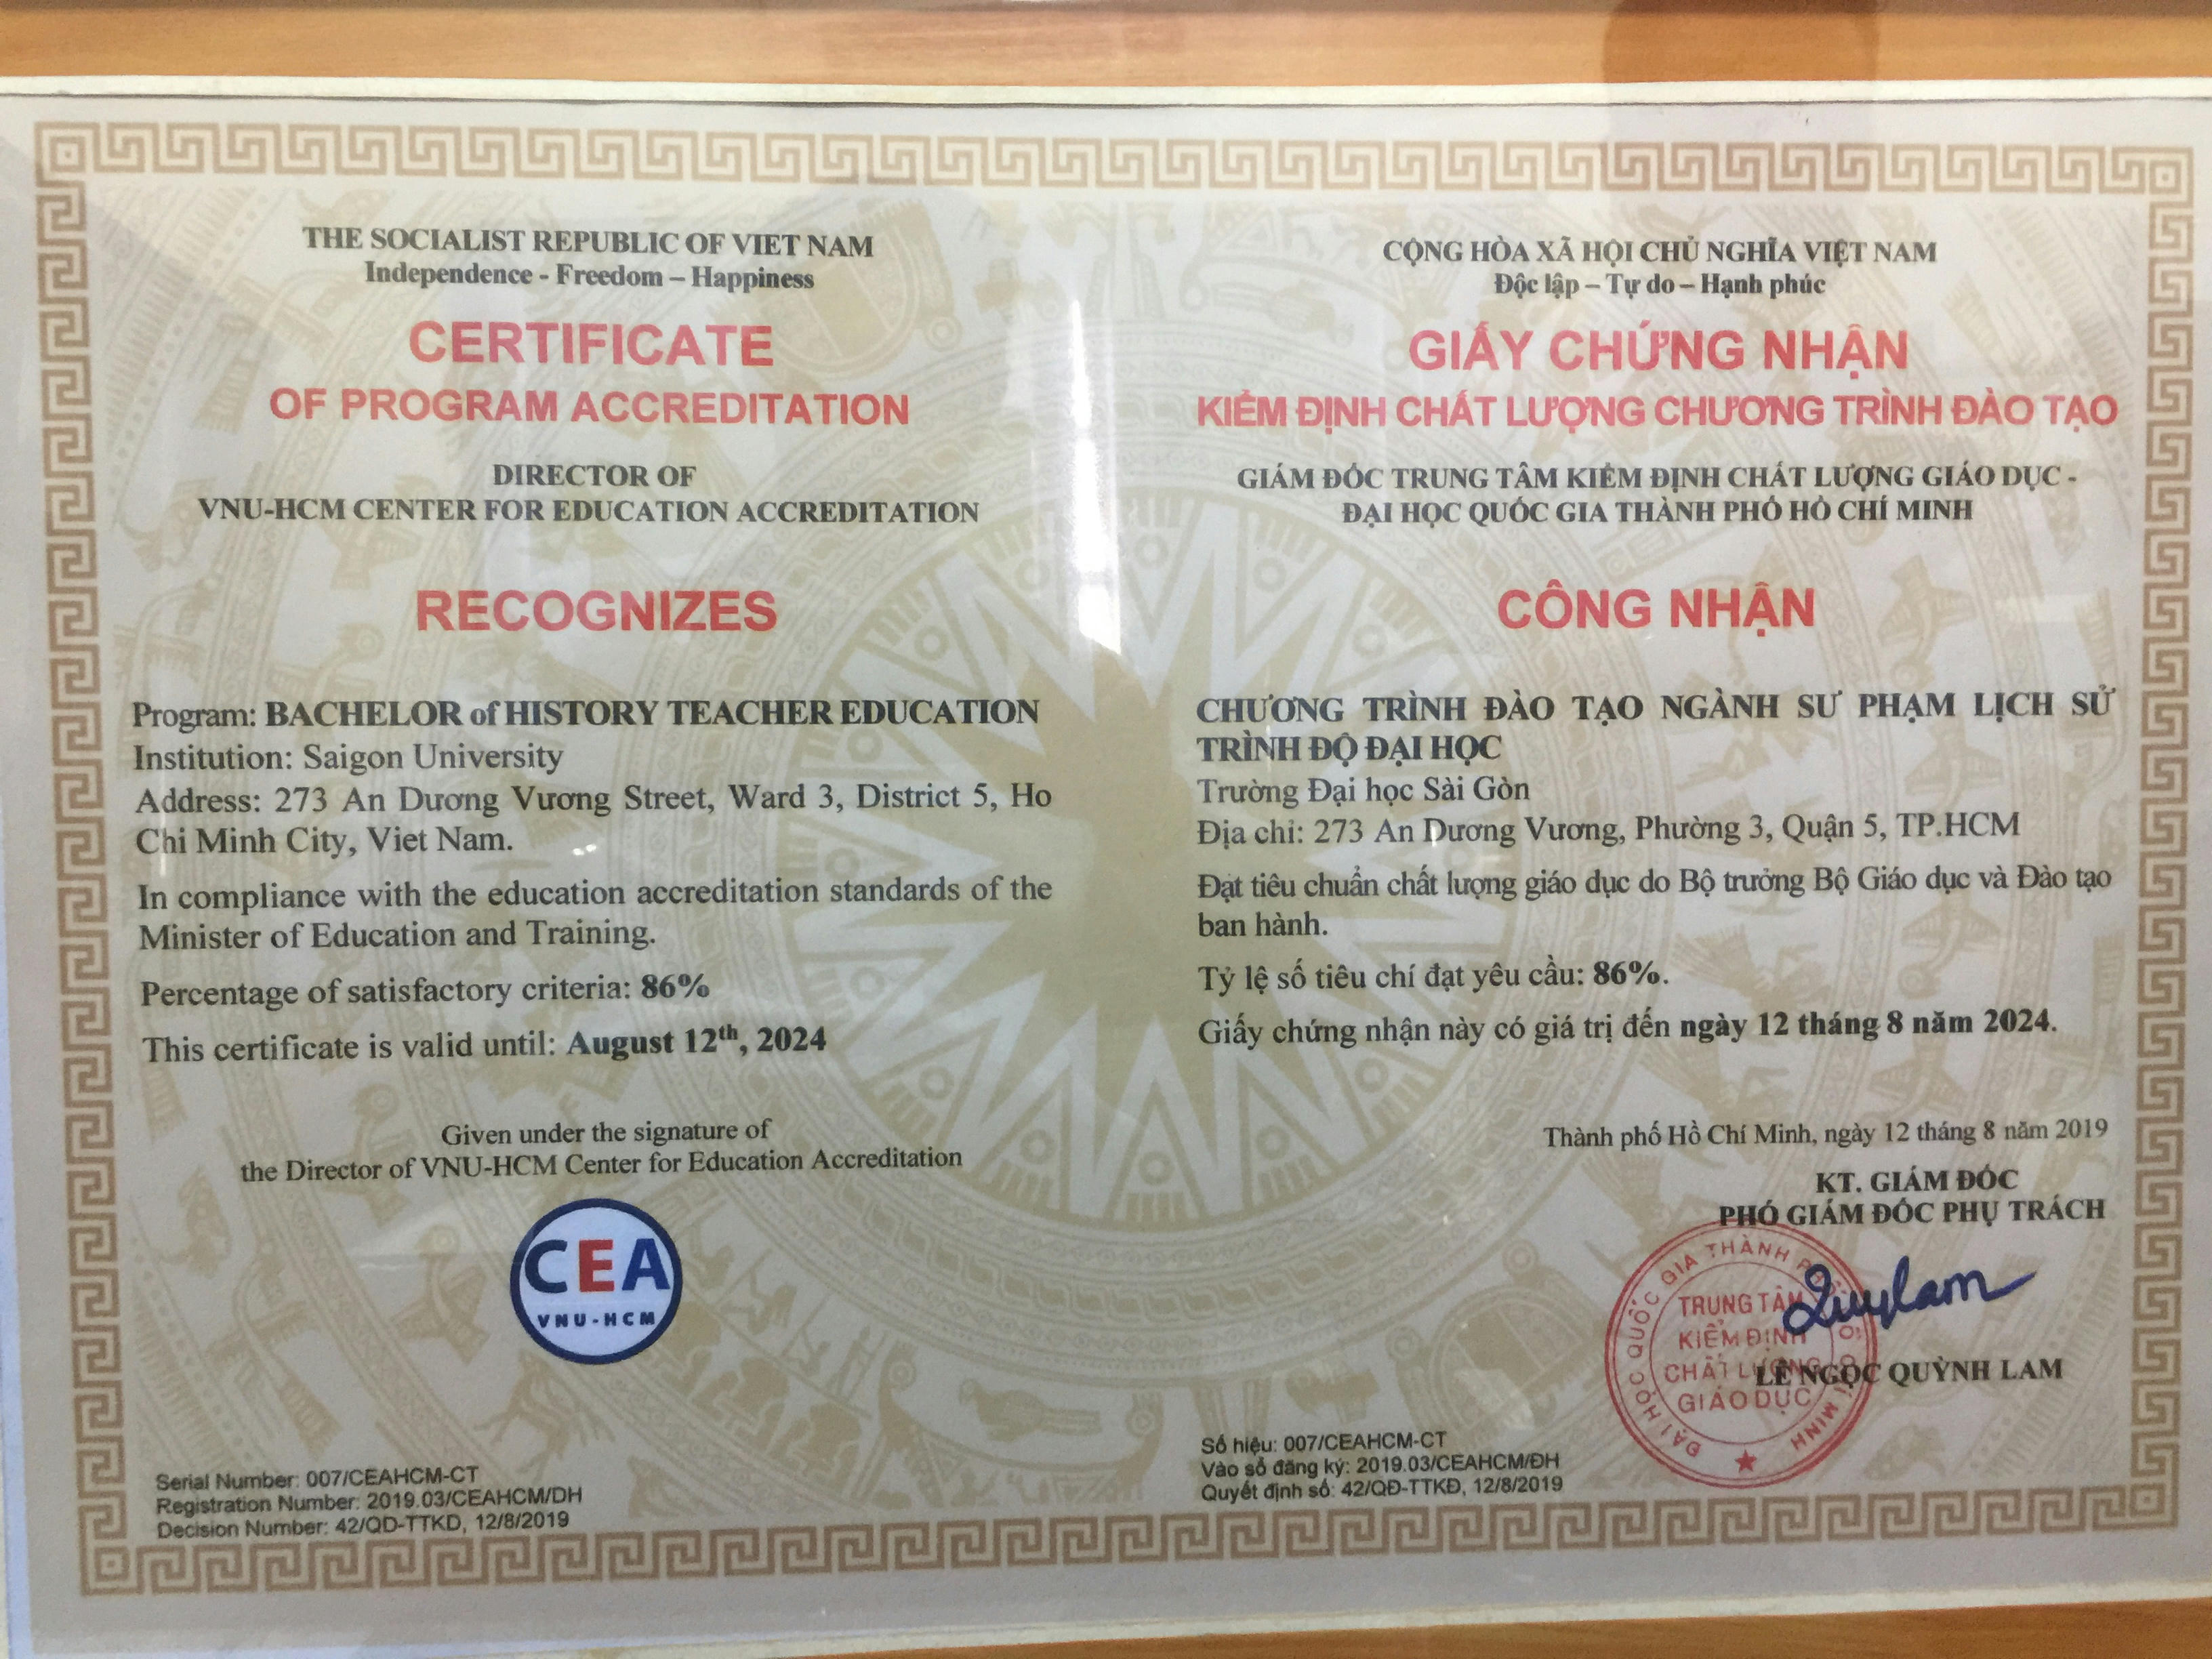 THE SOCIALIST REPUBLIC OF VIET NAM
Independence - Freedom – Happiness
CERTIFICATE
OF PROGRAM ACCREDITATION
DIRECTOR OF
VNU-HCM CENTER FOR EDUCATION ACCREDITATION
RECOGNIZES
Program: BACHELOR of HISTORY TEACHER EDUCATION
Institution: Saigon University
Address: 273 An Dương Vương Street, Ward 3, District 5, Ho
Chi Minh City, Viet Nam.
In compliance with the education accreditation standards of the
Minister of Education and Training.
Percentage of satisfactory criteria: 86%
This certificate is valid until: August 12th, 2024
Given under the signature of
the Director of VNU-HCM Center for Education Accreditation
CEA
VNU-HCM
Serial Number: 007/CEAHCM-CT
Registration Number: 2019.03/CEAHCM/DH
Decision Number: 42/QD-TTKD, 12/8/2019
CỘNG HÒA XÃ HỘI CHỦ NGHĨA VIỆT NAM
Độc lập – Tự do – Hạnh phúc
GIẤY CHỨNG NHẬN
KIỂM ĐỊNH CHẤT LƯỢNG CHƯƠNG TRÌNH ĐÀO TẠO
GIÁM ĐỐC TRUNG TÂM KIỂM ĐỊNH CHẤT LƯỢNG GIÁO DỤC -
ĐẠI HỌC QUỐC GIA THÀNH PHỐ HỒ CHÍ MINH
CÔNG NHẬN
CHƯƠNG TRÌNH ĐÀO TẠO NGÀNH SƯ PHẠM LỊCH SỬ
TRÌNH ĐỘ ĐẠI HỌC
Trường Đại học Sài Gòn
Địa chỉ: 273 An Dương Vương, Phường 3, Quận 5, TP.HCM
Đạt tiêu chuẩn chất lượng giáo dục do Bộ trưởng Bộ Giáo dục và Đào tạo
ban hành.
Tỷ lệ số tiêu chí đạt yêu cầu: 86%.
Giấy chứng nhận này có giá trị đến ngày 12 tháng 8 năm 2024.
Thành phố Hồ Chí Minh, ngày 12 tháng 8 năm 2019
KT. GIÁM ĐỐC
PHÓ GIÁM ĐỐC PHỤ TRÁCH
ĐẠI HỌC QUỐC GIA THÀNH PHỐ HỒ CHÍ MINH
TRUNG TÂM
KIỂM ĐỊNH
CHẤT LƯỢNG
GIÁO DỤC
Quylam
LÊ NGỌC QUỲNH LAM
Số hiệu: 007/CEAHCM-CT
Vào sổ đăng ký: 2019.03/CEAHCM/ĐH
Quyết định số: 42/QĐ-TTKĐ, 12/8/2019